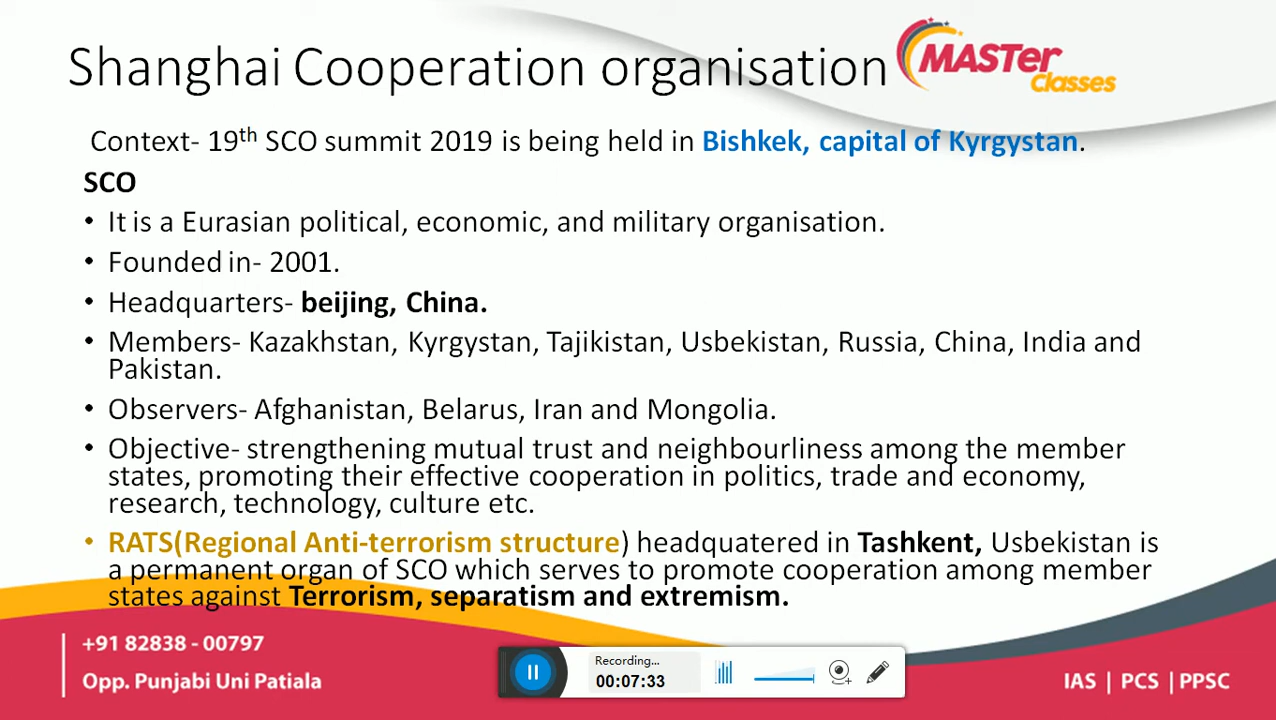 Shanghai Cooperation organisation
MASTer
Classes
Context- 19th SCO summit 2019 is being held in Bishkek, capital of Kyrgystan.
SCO
• It is a Eurasian political, economic, and military organisation.
• Founded in- 2001.
• Headquarters- beijing, China.
• Members- Kazakhstan, Kyrgystan, Tajikistan, Usbekistan, Russia, China, India and
Pakistan.
• Observers- Afghanistan, Belarus, Iran and Mongolia.
• Objective- strengthening mutual trust and neighbourliness among the member
states, promoting their effective cooperation in politics, trade and economy,
research, technology, culture etc.
• RATS(Regional Anti-terrorism structure) headquatered in Tashkent, Usbekistan is
a permanent organ of SCO which serves to promote cooperation among member
states against Terrorism, separatism and extremism.
+91 82838 - 00797
Opp. Punjabi Uni Patiala
Recording...
00:07:33
IAS | PCS | PPSC